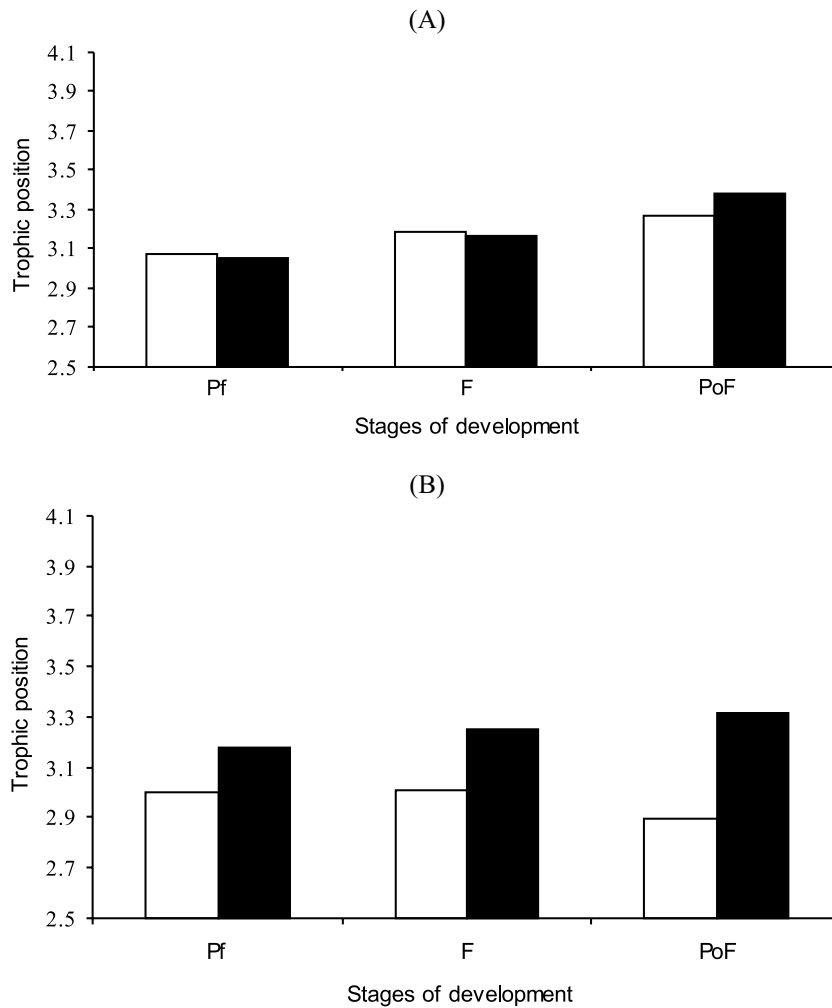 (A)
4.1
3.9
3.7
3.5
3.3
3.1
2.9
2.7
2.5
Trophic position
Pf F PoF
Stages of development
(B)
4.1
3.9
3.7
3.5
3.3
3.1
2.9
2.7
2.5
Trophic position
Pf F PoF
Stages of development